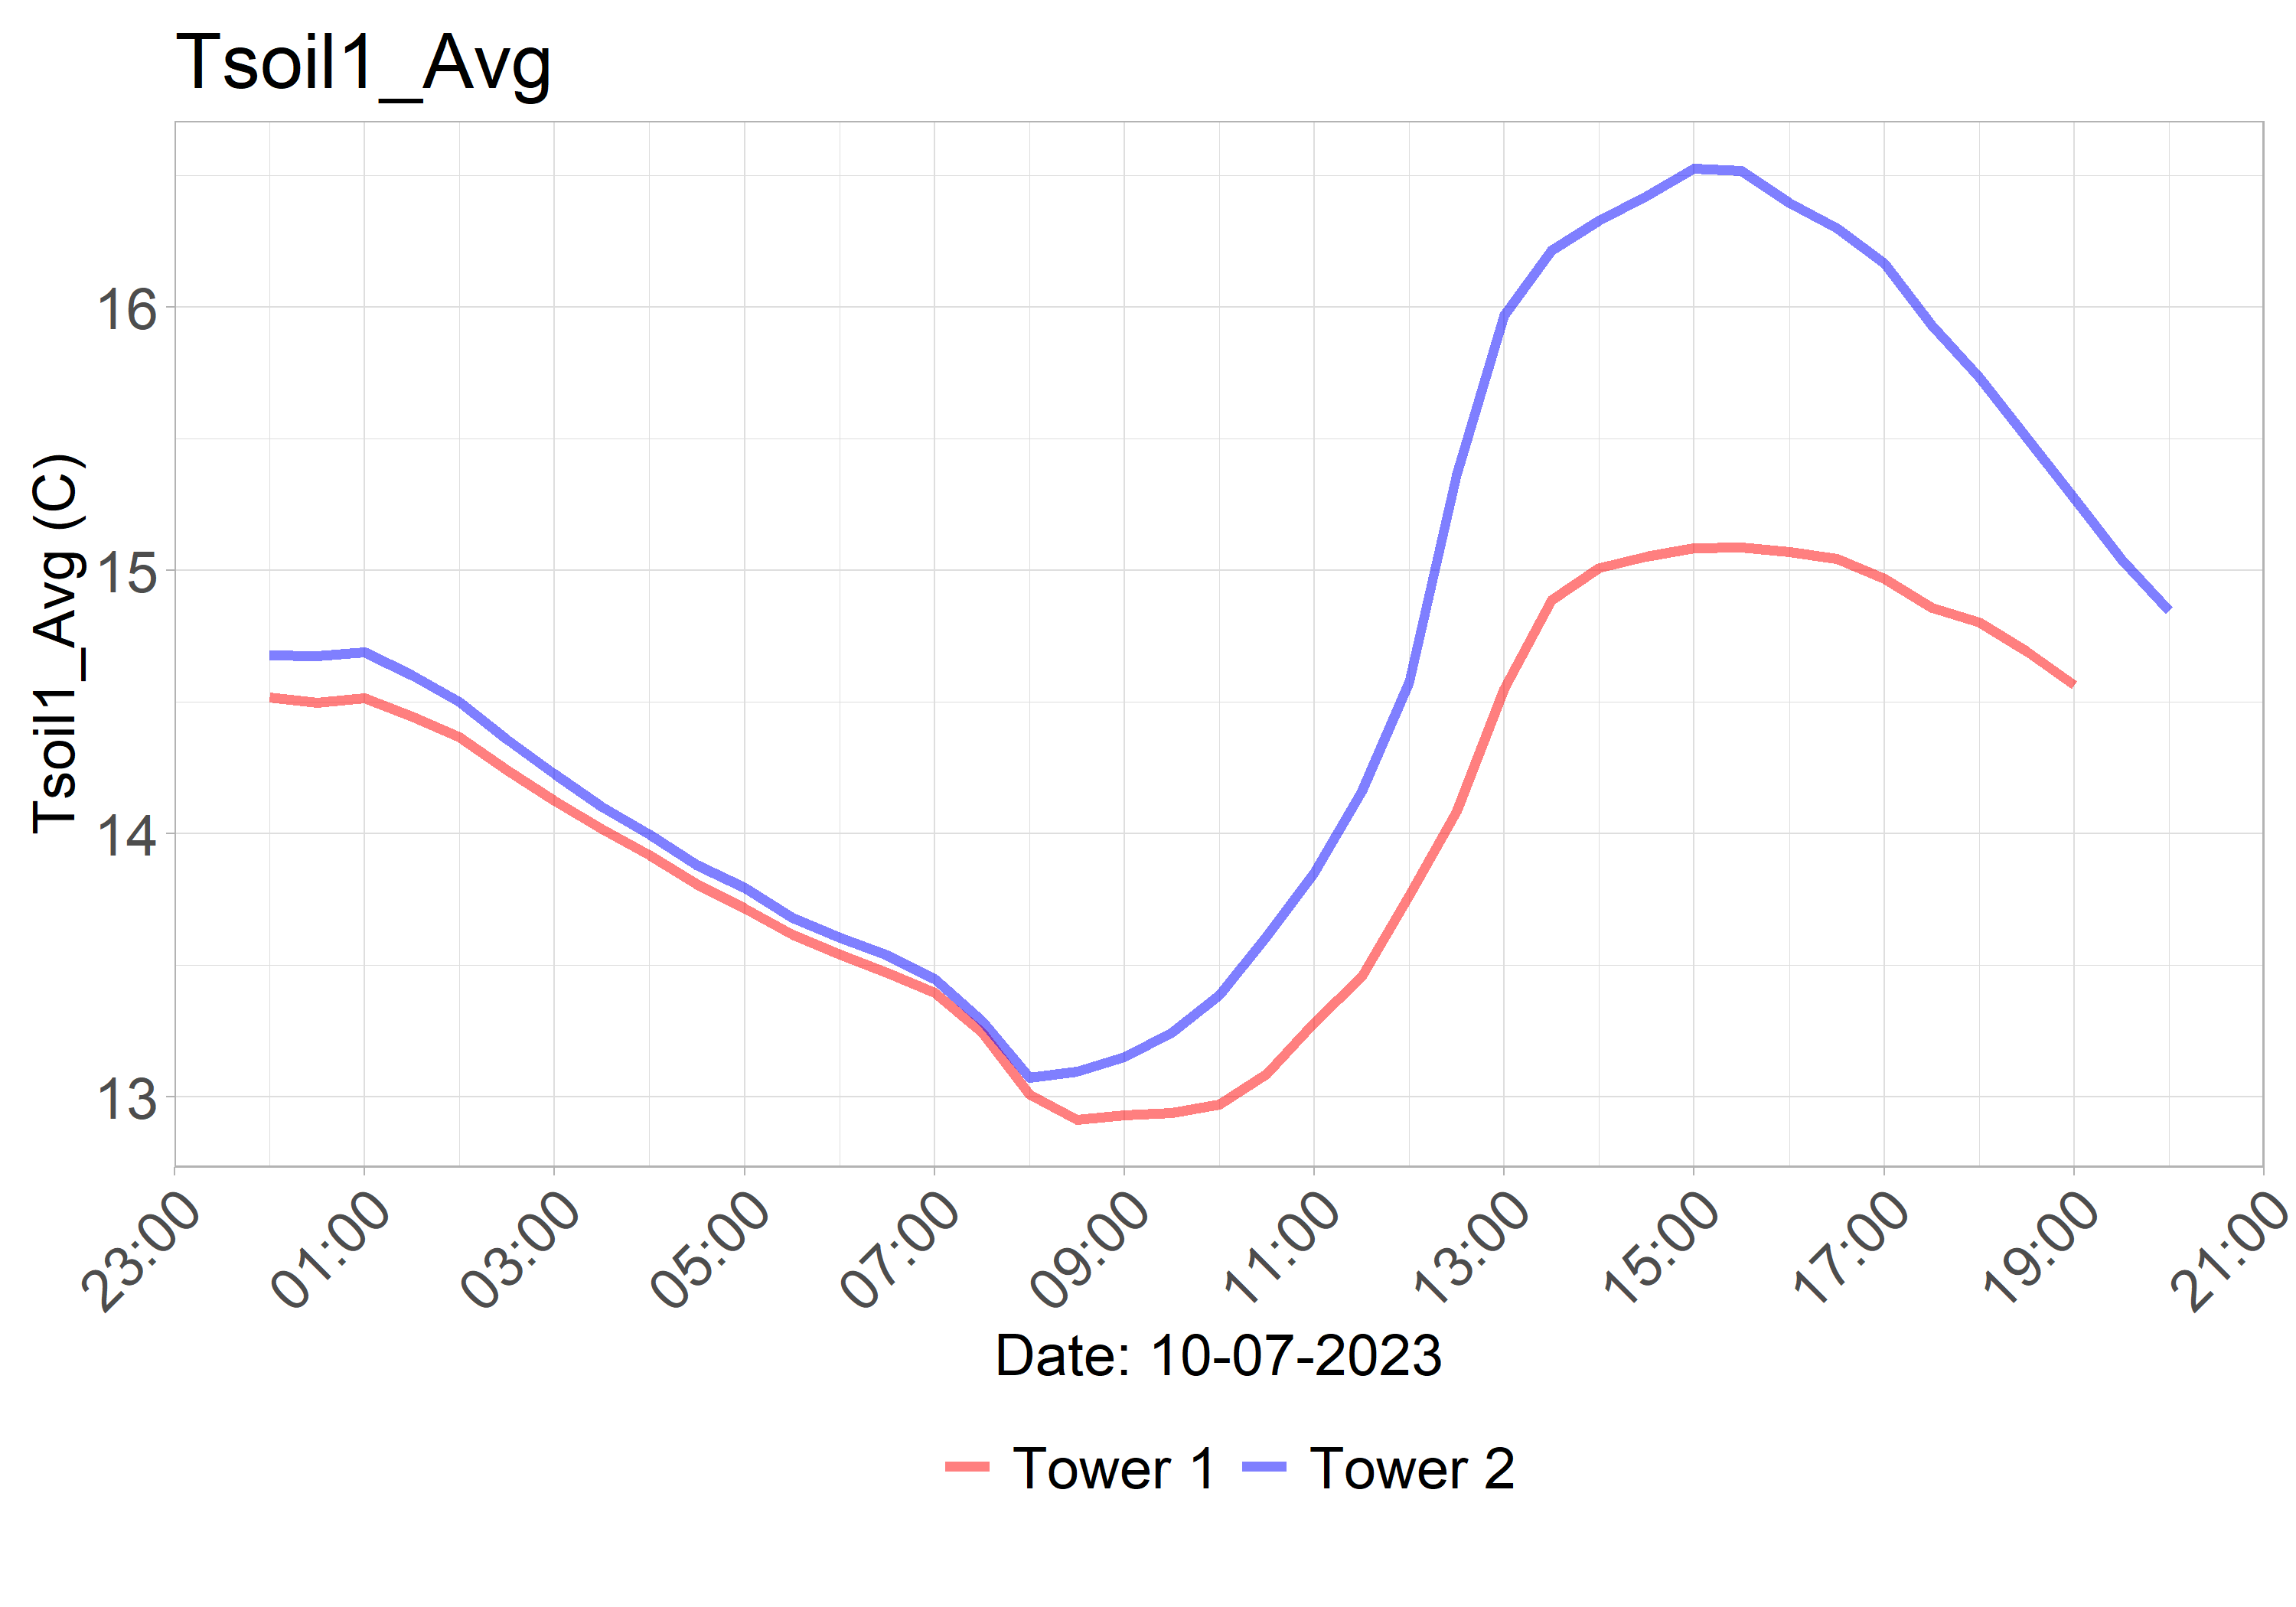 Tsoil1_Avg
Tsoil1_Avg (C)
16
15
14
13
23:00 01:00 03:00 05:00 07:00 09:00 11:00 13:00 15:00 17:00 19:00 21:00
Date: 10-07-2023
Tower 1 Tower 2